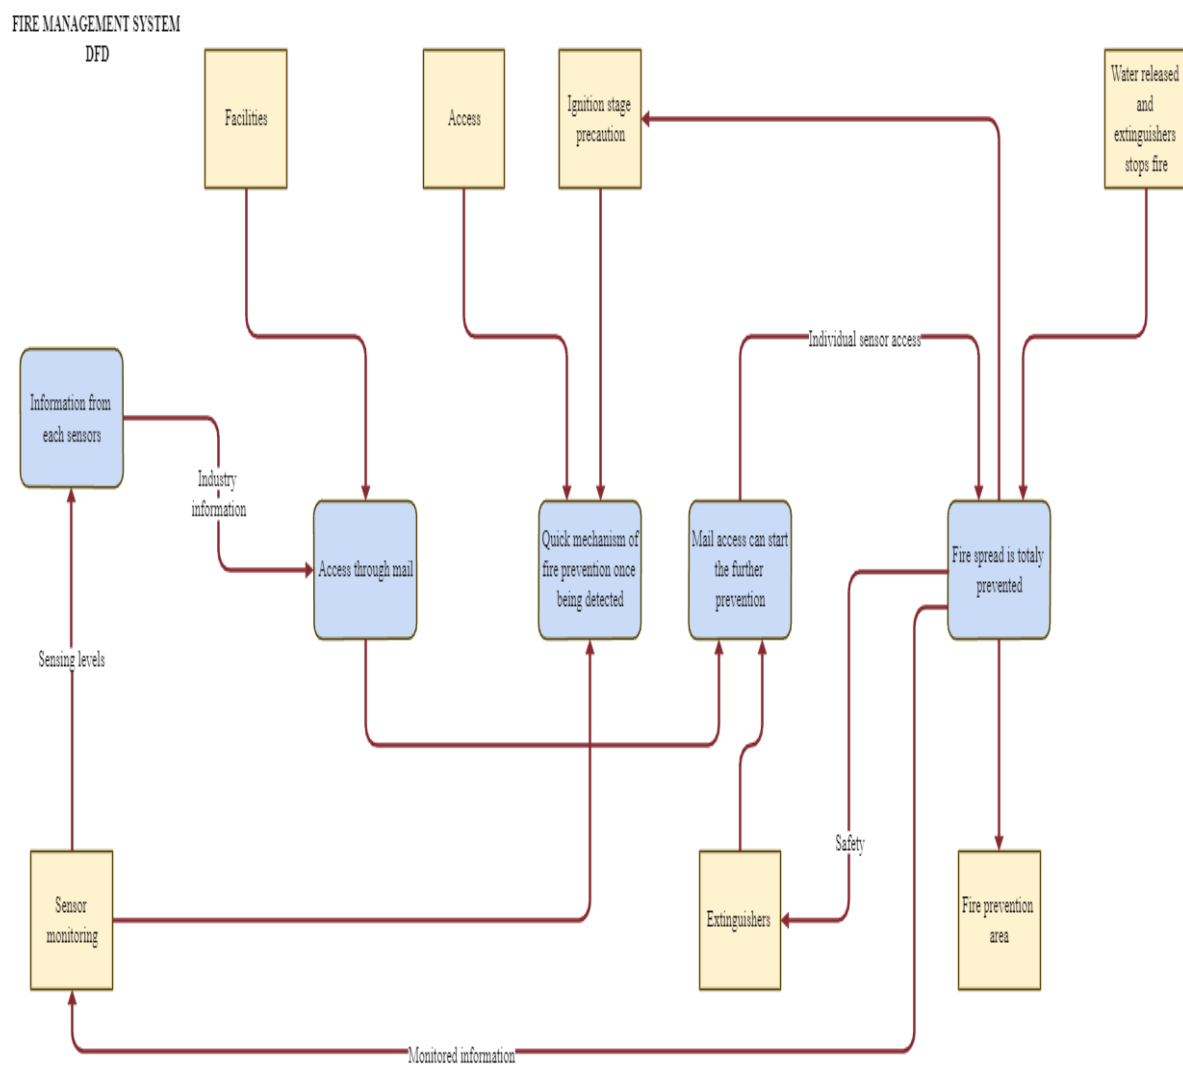 FIRE MANAGEMENT SYSTEM
DFD
Facilities
Access
Ignition stage
precaution
Water released
and
extinguishers
stops fire
Individual sensor access
Information from
each sensors
Industry
information
Access through mail
Quick mechanism of
fire prevention once
being detected
Mail access can start
the further
prevention
Fire spread is totaly
prevented
Sensing levels
Safety
Sensor
monitoring
Extinguishers
Fire prevention
area
Monitored information